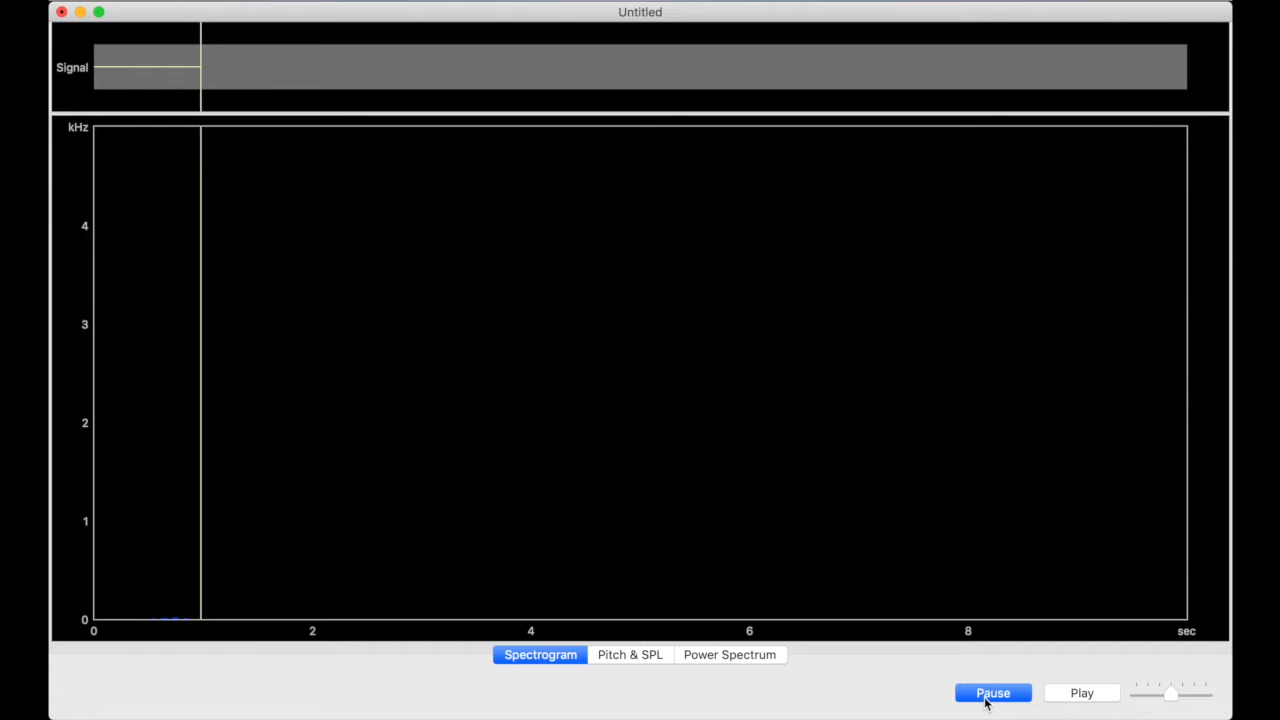 Untitled
Signal
kHz
4
3
2
1
0
0 2 4 6 8 sec
Spectrogram Pitch & SPL Power Spectrum
Pause Play